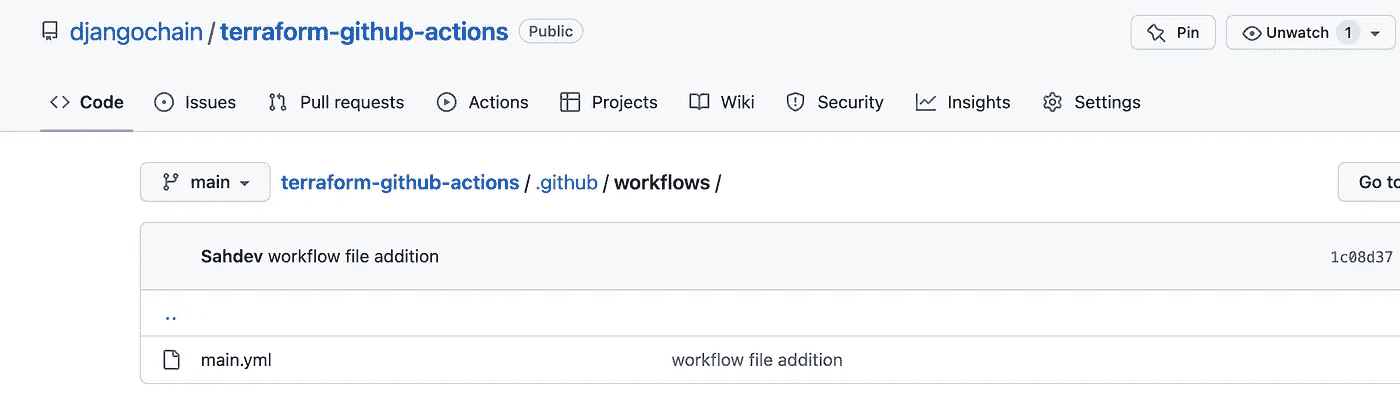 djangochain / terraform-github-actions Public Pin Unwatch 1
Code Issues Pull requests Actions Projects Wiki Security Insights Settings
main terraform-github-actions / .github / workflows / Go to
Sahdev workflow file addition 1c08d37
..
main.yml workflow file addition